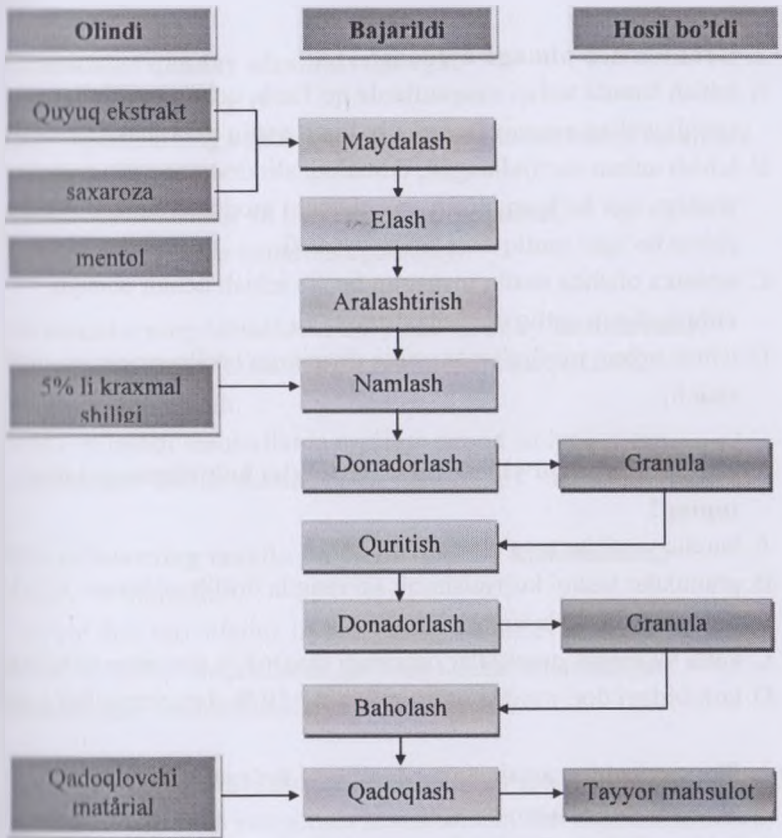 Olindi Bajarildi Hosil bo'ldi
Quyuq ekstrakt
Maydalash
saxaroza
Elash
mentol
Aralashtirish
5% li kraxmal
shiligi
Namlash
Donadorlash Granula
Quritish
Donadorlash Granula
Baholash
Qadoqlovchi
matårial
Qadoqlash Tayyor mahsulot